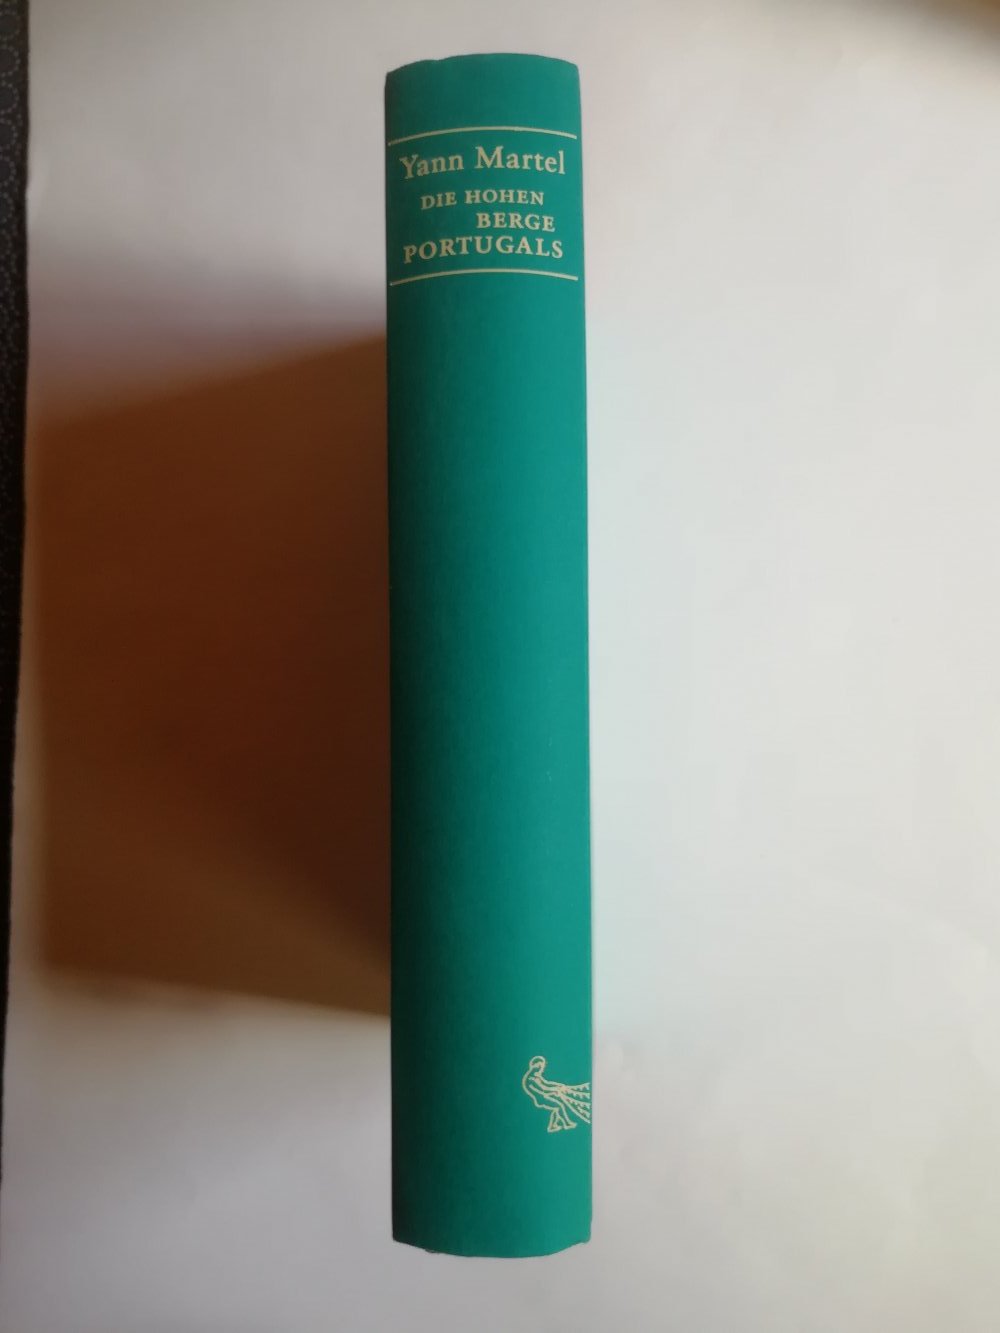 Yann Martel
DIE HOHEN
BERGE
PORTUGALS